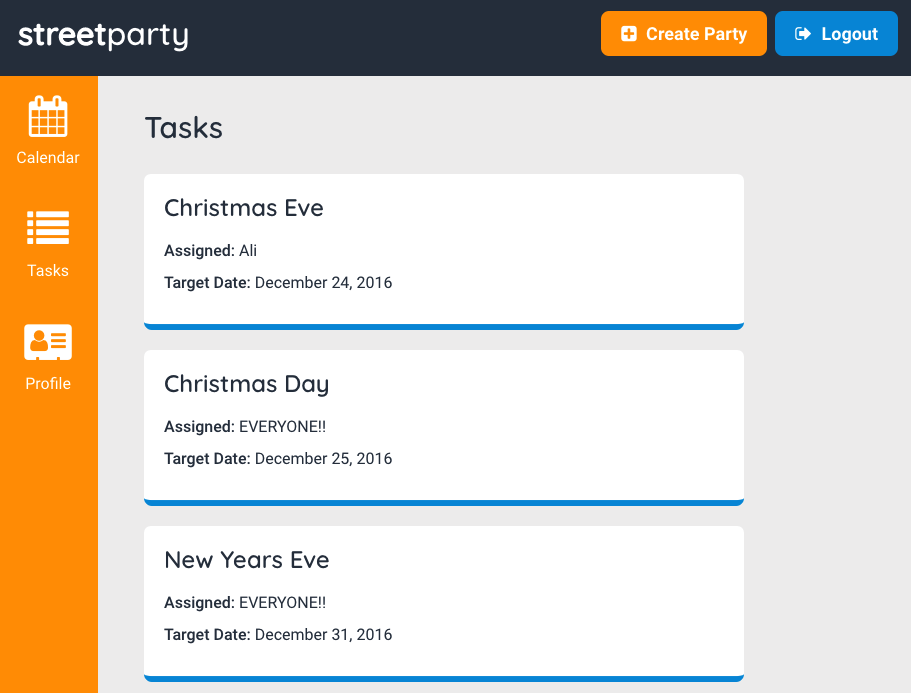 streetparty
Create Party
Logout
Calendar
Tasks
Profile
Tasks
Christmas Eve
Assigned: Ali
Target Date: December 24, 2016
Christmas Day
Assigned: EVERYONE!!
Target Date: December 25, 2016
New Years Eve
Assigned: EVERYONE!!
Target Date: December 31, 2016